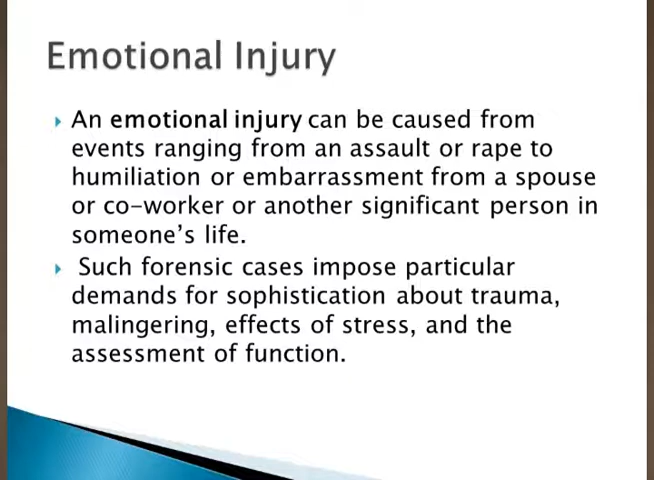 Emotional Injury
An emotional injury can be caused from
events ranging from an assault or rape to
humiliation or embarrassment from a spouse
or co-worker or another significant person in
someone's life.
Such forensic cases impose particular
demands for sophistication about trauma,
malingering, effects of stress, and the
assessment of function.